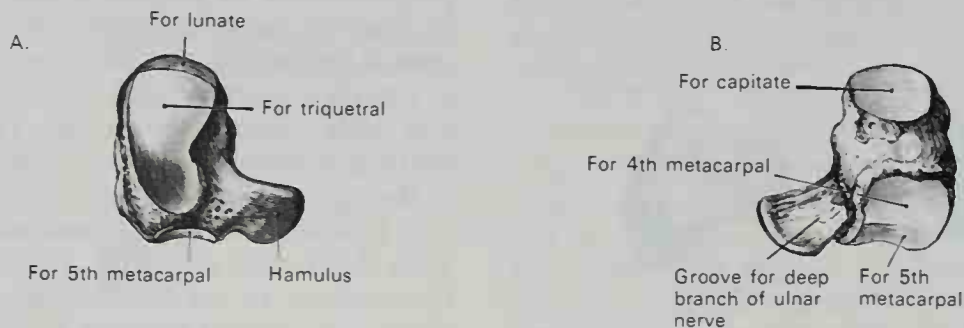 A.
For lunate
For triquetral
For 5th metacarpal
Hamulus
B.
For capitate
For 4th metacarpal
Groove for deep
branch of ulnar
nerve
For 5th
metacarpal